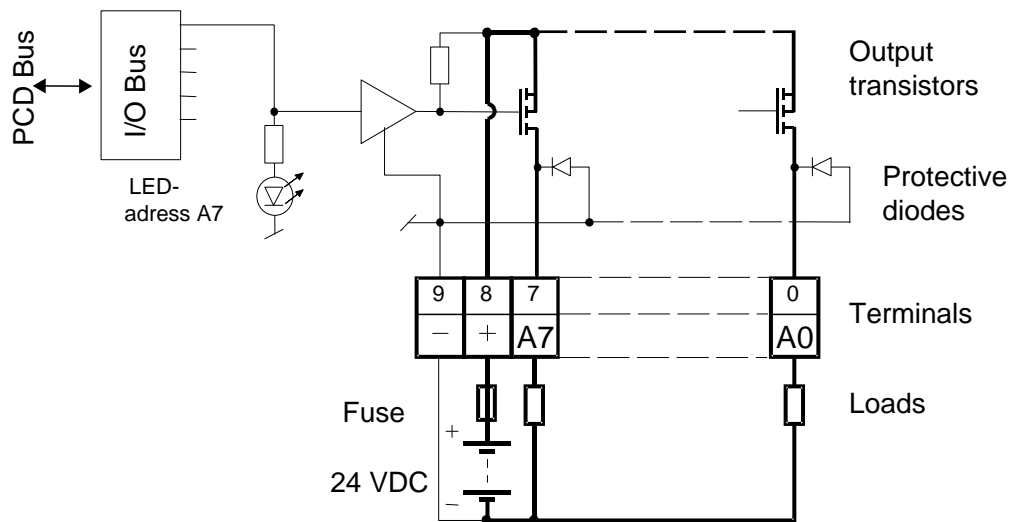 PCD Bus
I/O Bus
LED-
adress A7
Output
transistors
Protective
diodes
9 8 7 0
− + A7 A0
Terminals
Fuse
Loads
+
24 VDC
−